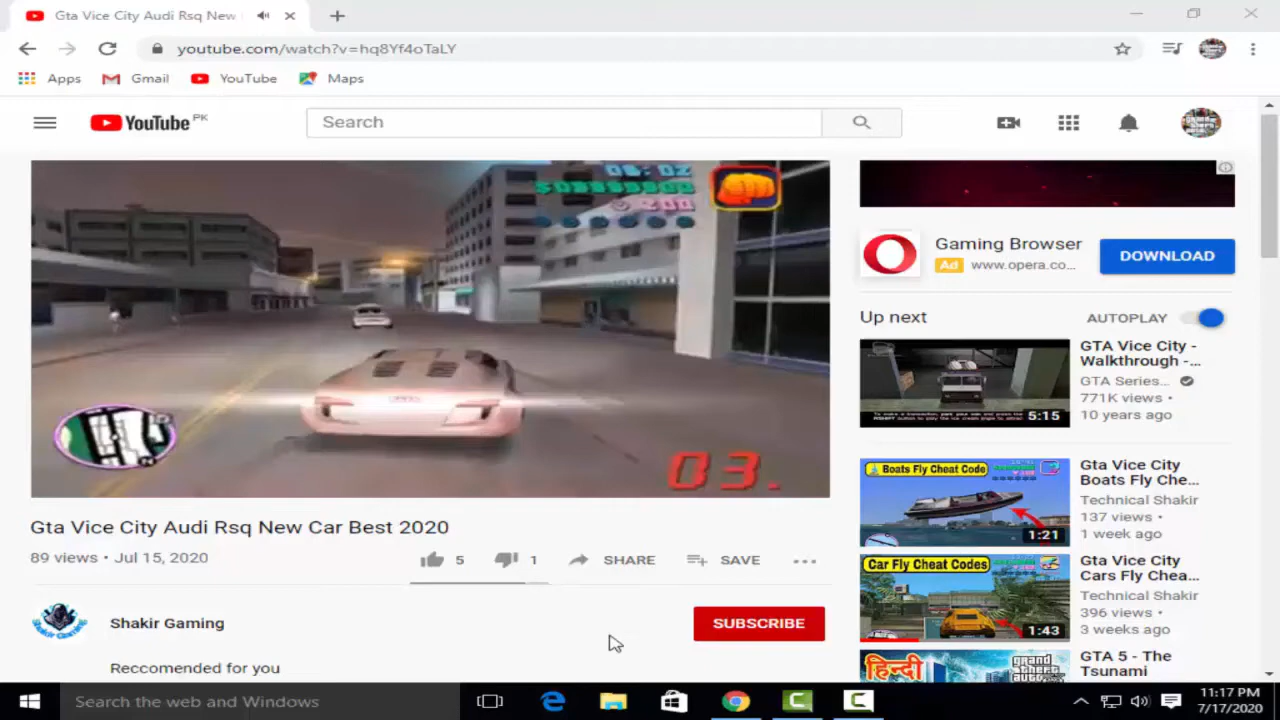 Gta Vice City Audi Rsq New
youtube.com/watch?v=hq8Yf4oTaLY
Apps Gmail YouTube Maps
YouTube PK
Search
03.
Gta Vice City Audi Rsq New Car Best 2020
89 views • Jul 15, 2020
5 1 SHARE SAVE
Shakir Gaming
Shakir Gaming
SUBSCRIBE
Reccomended for you
Gaming Browser
Ad www.opera.co...
DOWNLOAD
Up next
AUTOPLAY
5:15
GTA Vice City -
Walkthrough -...
GTA Series...
771K views •
10 years ago
Boats Fly Cheat Code
1:21
Gta Vice City
Boats Fly Che...
Technical Shakir
137 views •
1 week ago
Car Fly Cheat Codes
1:43
Gta Vice City
Cars Fly Chea...
Technical Shakir
396 views •
3 weeks ago
हिन्दी
grand
theft
auto
GTA 5 - The
Tsunami
Search the web and Windows
11:17 PM
7/17/2020